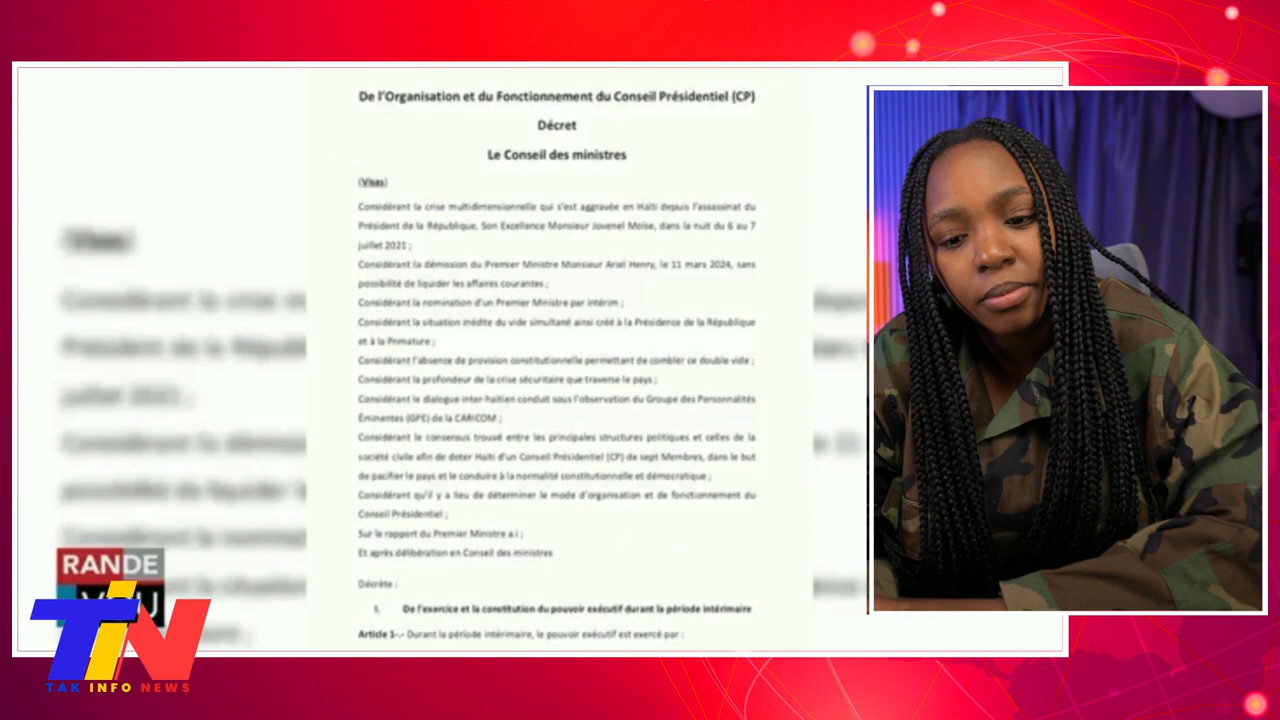 De l'Organisation et du Fonctionnement du Conseil Présidentiel (CP)
Décret
Le Conseil des ministres
(Visas)
Considérant la crise multidimensionnelle qui s'est aggravée en Haïti depuis l'assassinat du
Président de la République, Son Excellence Monsieur Jovenel Moïse, dans la nuit du 6 au 7
juillet 2021 ;
Considérant la démission du Premier Ministre Monsieur Ariel Henry, le 11 mars 2024, sans
possibilité de liquider les affaires courantes ;
Considérant la nomination d'un Premier Ministre par intérim ;
Considérant la situation inédite du vide simultané ainsi créé à la Présidence de la République
et à la Primature ;
Considérant l'absence de provision constitutionnelle permettant de combler ce double vide ;
Considérant la profondeur de la crise sécuritaire que traverse le pays ;
Considérant le dialogue inter-haïtien conduit sous l'observation du Groupe des Personnalités
Éminentes (GPE) de la CARICOM ;
Considérant le consensus trouvé entre les principales structures politiques et celles de la
société civile afin de doter Haïti d'un Conseil Présidentiel (CP) de sept Membres, dans le but
de pacifier le pays et le conduire à la normalité constitutionnelle et démocratique ;
Considérant qu'il y a lieu de déterminer le mode d'organisation et de fonctionnement du
Conseil Présidentiel ;
Sur le rapport du Premier Ministre a.i ;
Et après délibération en Conseil des ministres
Décrète :
I. De l'exercice et la constitution du pouvoir exécutif durant la période intérimaire
Article 1-.- Durant la période intérimaire, le pouvoir exécutif est exercé par :
RANDE
YOU
TIN
TAK INFO NEWS